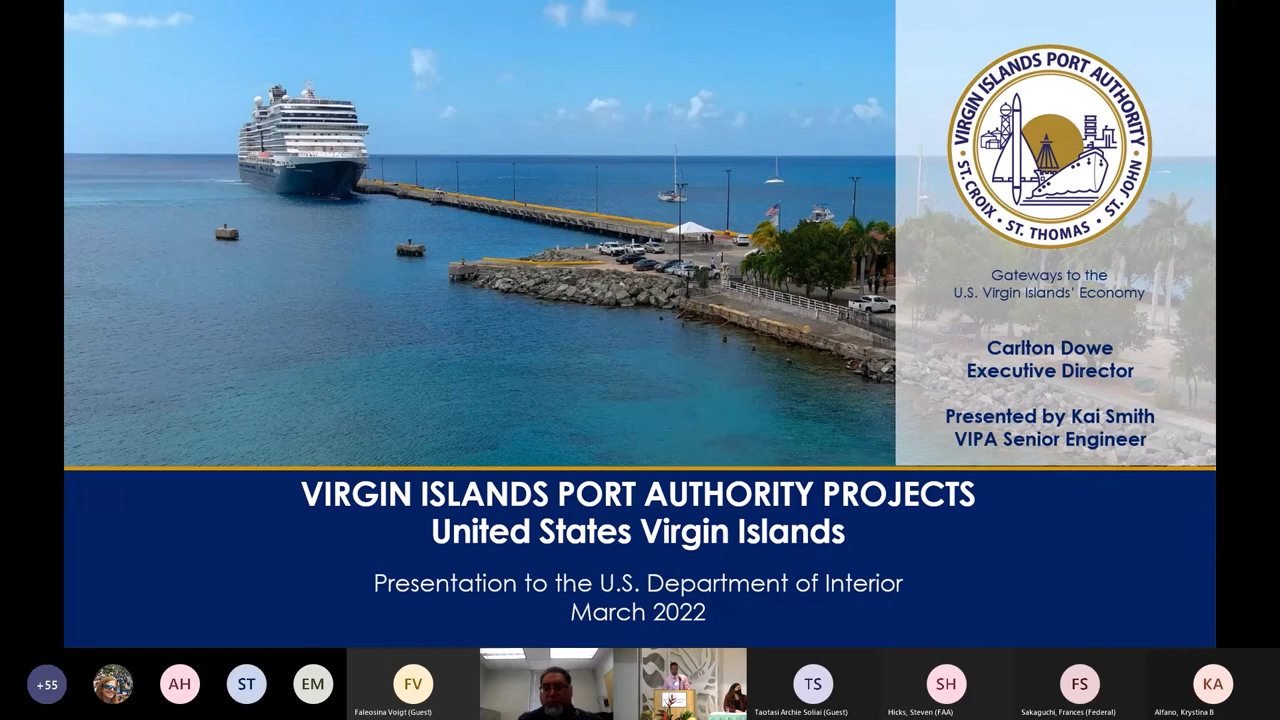 VIRGIN ISLANDS PORT AUTHORITY
ST. CROIX • ST. THOMAS • ST. JOHN
Gateways to the
U.S. Virgin Islands' Economy
Carlton Dowe
Executive Director
Presented by Kai Smith
VIPA Senior Engineer
VIRGIN ISLANDS PORT AUTHORITY PROJECTS
United States Virgin Islands
Presentation to the U.S. Department of Interior
March 2022
+55
AH
ST
EM
FV
Faleosina Voigt (Guest)
TS
Taotasi Archie Soliai (Guest)
SH
Hicks, Steven (FAA)
FS
Sakaguchi, Frances (Federal)
KA
Alfano, Krystina B